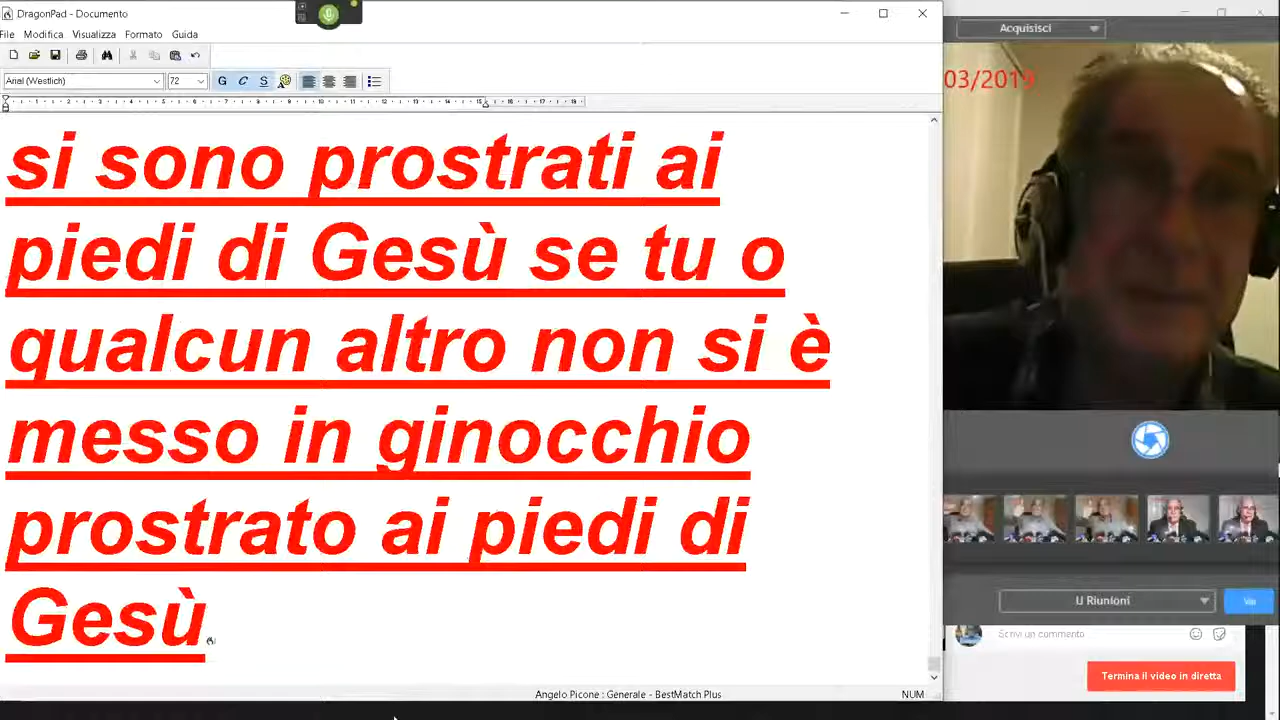 DragonPad - Documento
File Modifica Visualizza Formato Guida
Arial (Westlich) 72 G C S
si sono prostrati ai
piedi di Gesù se tu o
qualcun altro non si è
messo in ginocchio
prostrato ai piedi di
Gesù
Angelo Picone : Generale - BestMatch Plus NUM
Acquisisci
03/2019
Riunioni
Scrivi un commento
Termina il video in diretta